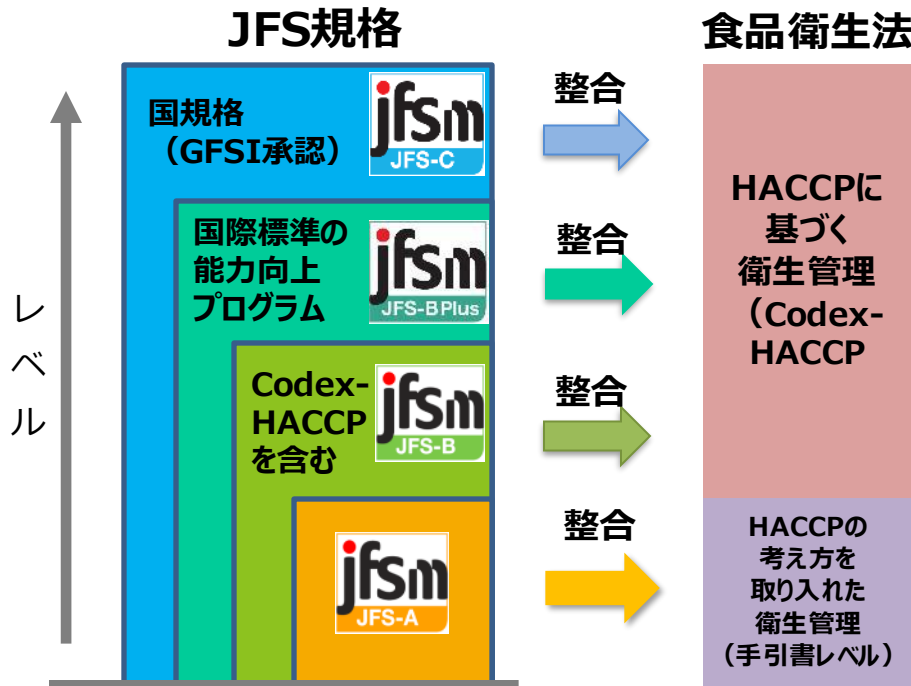 JFS規格
食品衛生法
レベル
国規格
（GFSI承認）
jfsm
JFS-C
整合
国際標準の
能力向上
プログラム
jfsm
JFS-B Plus
整合
Codex-
HACCP
を含む
jfsm
JFS-B
整合
jfsm
JFS-A
整合
HACCPに
基づく
衛生管理
（Codex-
HACCP
HACCPの
考え方を
取り入れた
衛生管理
（手引書レベル）